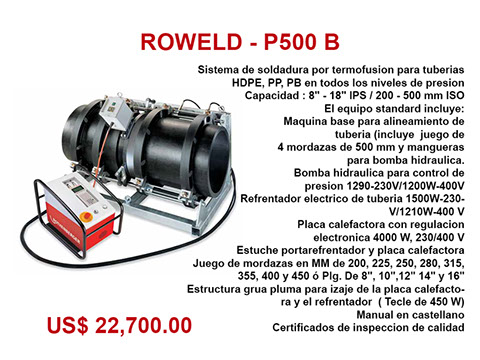 ROWELD - P500 B
Sistema de soldadura por termofusion para tuberias
HDPE, PP, PB en todos los niveles de presion
Capacidad : 8" - 18" IPS / 200 - 500 mm ISO
El equipo standard incluye:
Maquina base para alineamiento de
tuberia (incluye juego de
4 mordazas de 500 mm y mangueras
para bomba hidraulica.
Bomba hidraulica para control de
presion 1290-230V/1200W-400V
Refrentador electrico de tuberia 1500W-230-
V/1210W-400 V
Placa calefactora con regulacion
electronica 4000 W, 230/400 V
Estuche portarefrentador y placa calefactora
Juego de mordazas en MM de 200, 225, 250, 280, 315,
355, 400 y 450 ó Plg. De 8", 10",12" 14" y 16"
Estructura grua pluma para izaje de la placa calefacto-
ra y el refrentador ( Tecle de 450 W)
Manual en castellano
Certificados de inspeccion de calidad
US$ 22,700.00